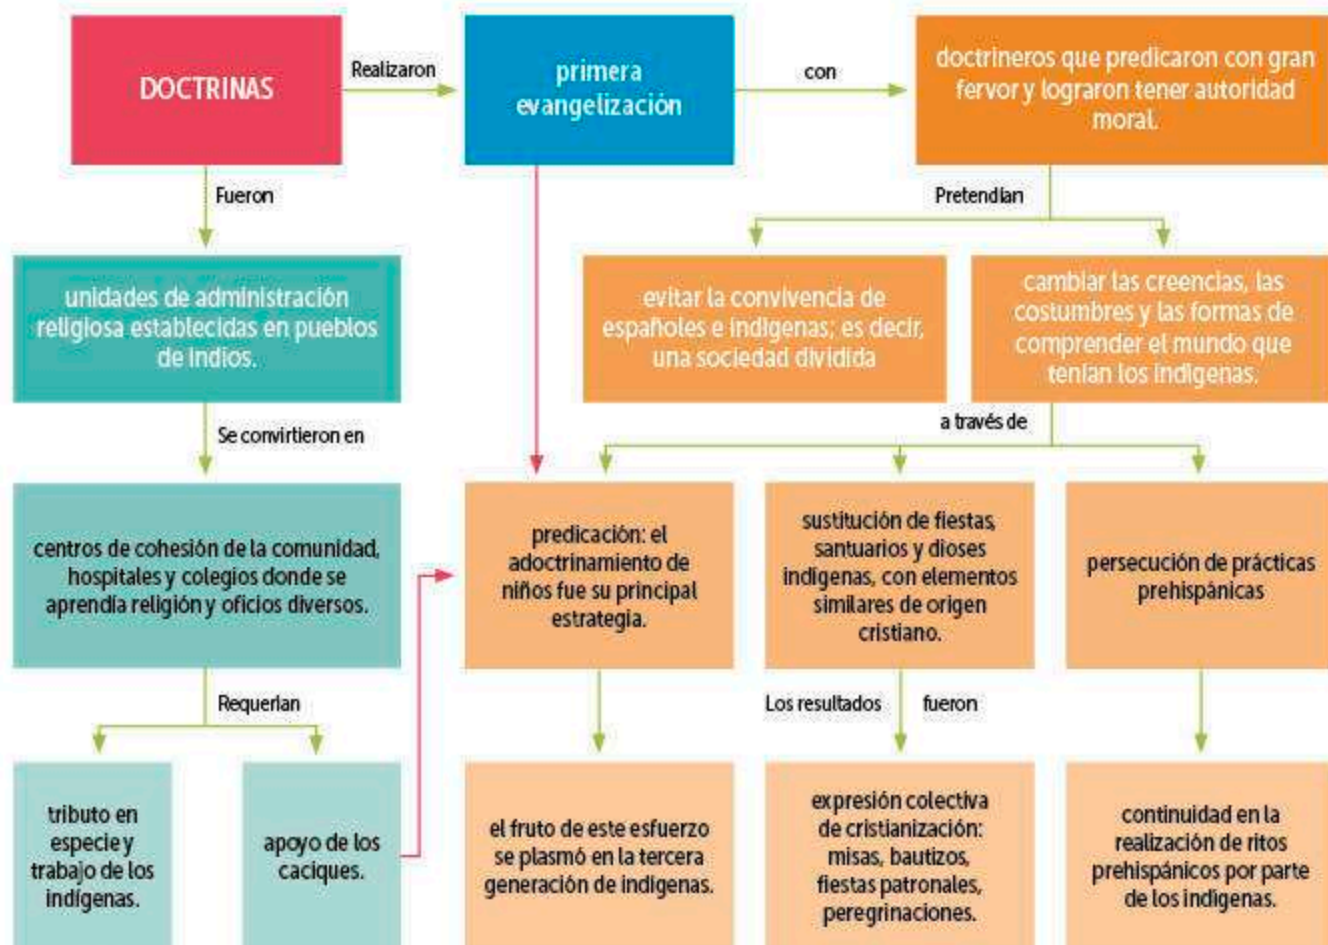 DOCTRINAS
Realizaron
primera
evangelización
con
doctrineros que predicaron con gran
fervor y lograron tener autoridad
moral.
Fueron
Pretendían
unidades de administración
religiosa establecidas en pueblos
de indios.
evitar la convivencia de
españoles e indígenas; es decir,
una sociedad dividida
cambiar las creencias, las
costumbres y las formas de
comprender el mundo que
tenían los indígenas.
Se convirtieron en
a través de
centros de cohesión de la comunidad,
hospitales y colegios donde se
aprendía religión y oficios diversos.
predicación: el
adoctrinamiento de
niños fue su principal
estrategia.
sustitución de fiestas,
santuarios y dioses
indígenas, con elementos
similares de origen
cristiano.
persecución de prácticas
prehispánicas
Requerían
Los resultados fueron
tributo en
especie y
trabajo de los
indígenas.
apoyo de los
caciques.
el fruto de este esfuerzo
se plasmó en la tercera
generación de indígenas.
expresión colectiva
de cristianización:
misas, bautizos,
fiestas patronales,
peregrinaciones.
continuidad en la
realización de ritos
prehispánicos por parte
de los indígenas.